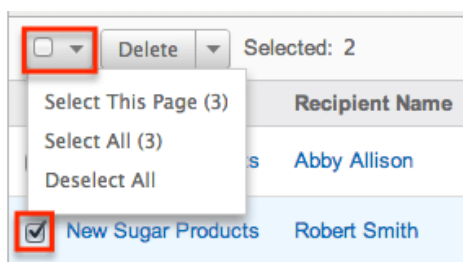 Delete Selected: 2
Select This Page (3)
Recipient Name
Select All (3)
s Abby Allison
Deselect All
New Sugar Products Robert Smith